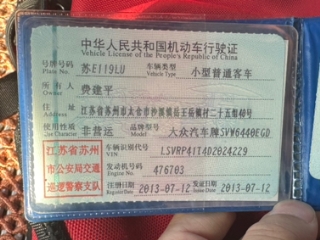 中华人民共和国机动车行驶证
Vehicle License of the People's Republic of China
号牌号码 苏E119LU 车辆类型 小型普通客车
Plate No. Vehicle Type
所有人 费建平
Owner
住址 江苏省苏州市太仓市沙溪镇岳王岳镇村二十五组40号
Address
使用性质 非营运 品牌型号 大众汽车牌SVW6440EGD
江苏省苏州 车辆识别代号 LSVRP41T4D2024229
VIN
市公安局交通 发动机号码 476703
Engine No.
巡逻警察支队 注册日期 2013-07-12 发证日期 2013-07-12
Register Date Issue Date